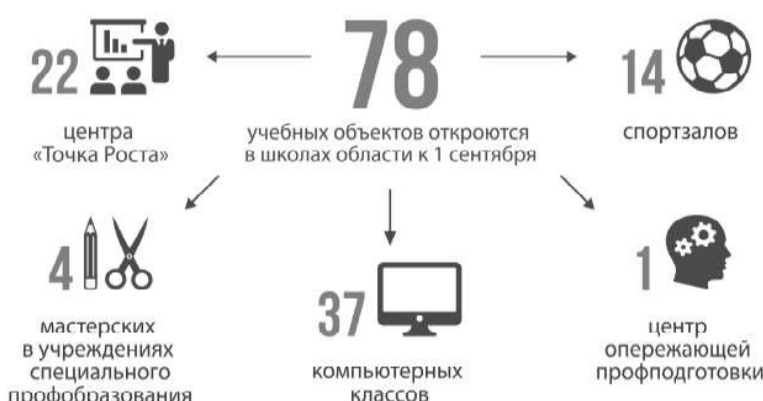 78
учебных объектов откроются
в школах области к 1 сентября
22
центра
«Точка Роста»
14
спортзалов
4
мастерских
в учреждениях
специального
профобразования
37
компьютерных
классов
1
центр
опережающей
профподготовки